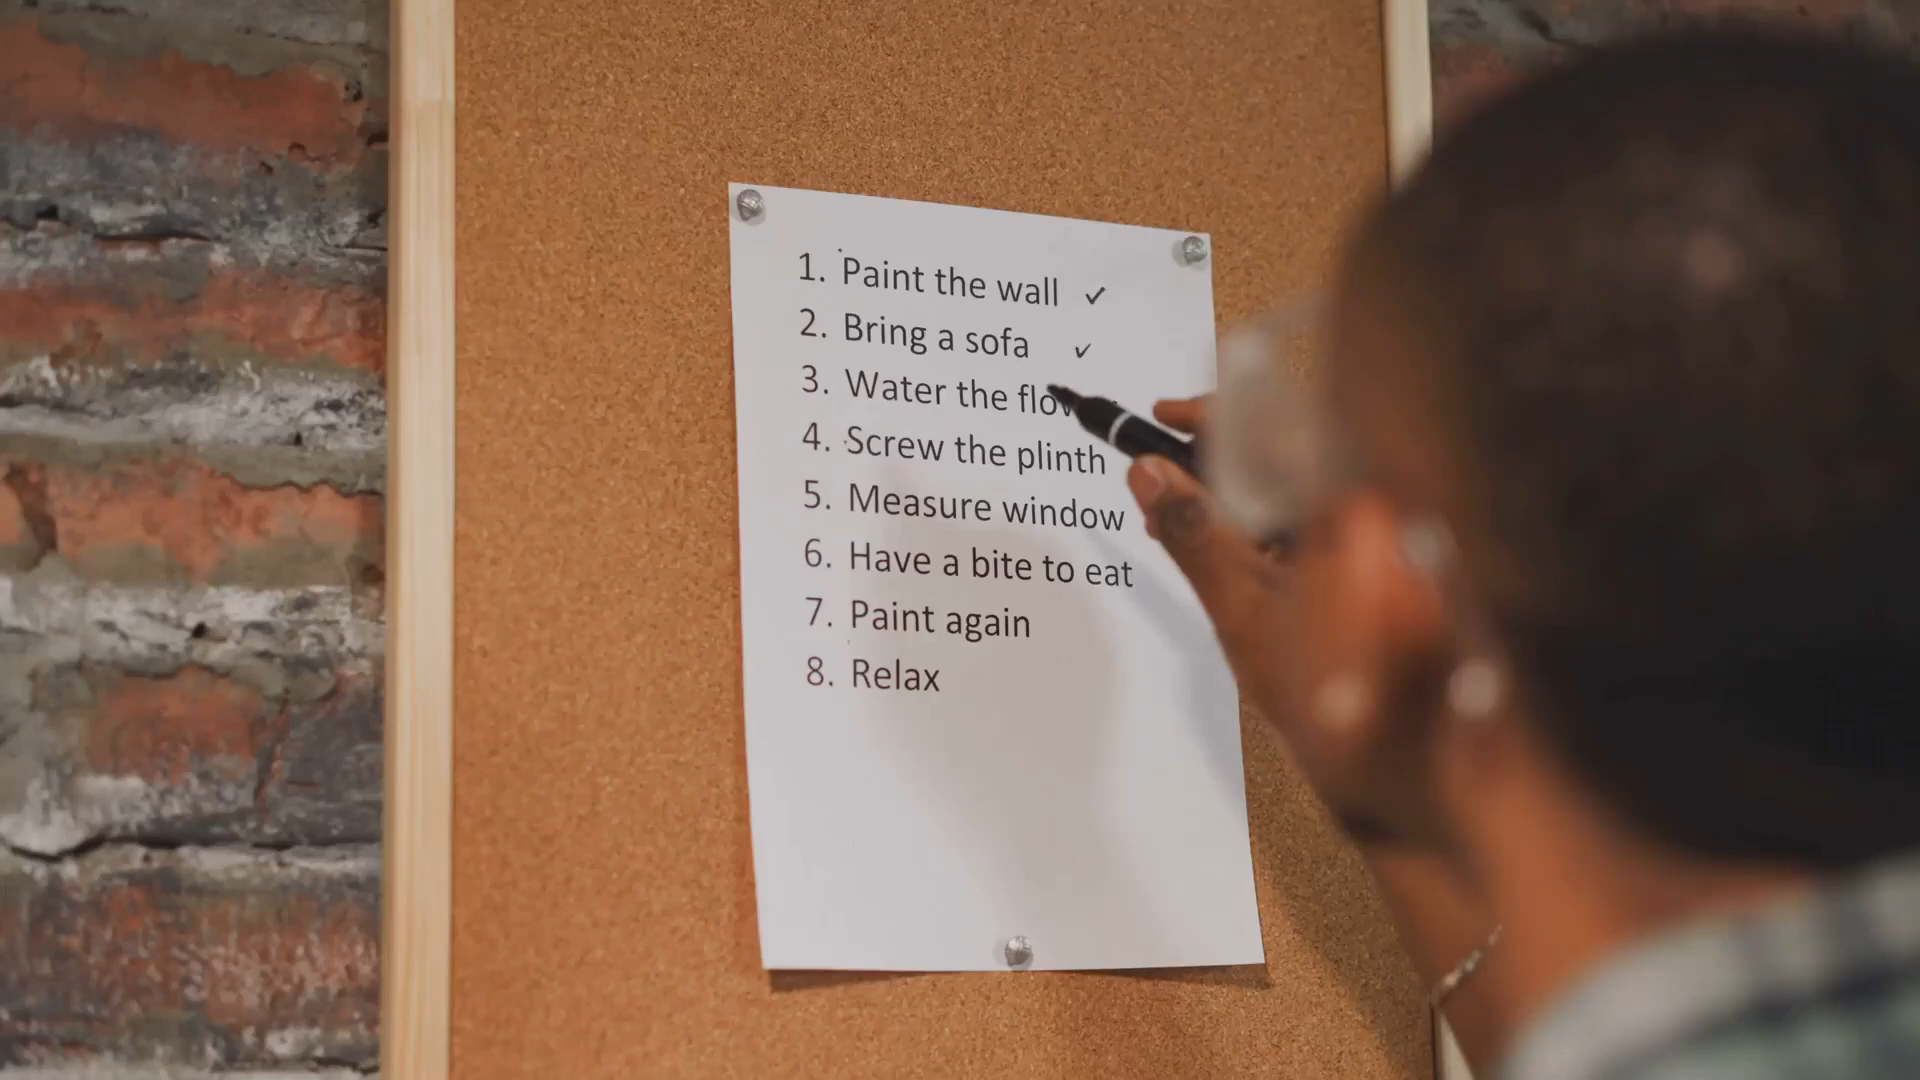 1. Paint the wall ✓
2. Bring a sofa ✓
3. Water the
4. Screw the plinth
5. Measure window
6. Have a bite to eat
7. Paint again
8. Relax